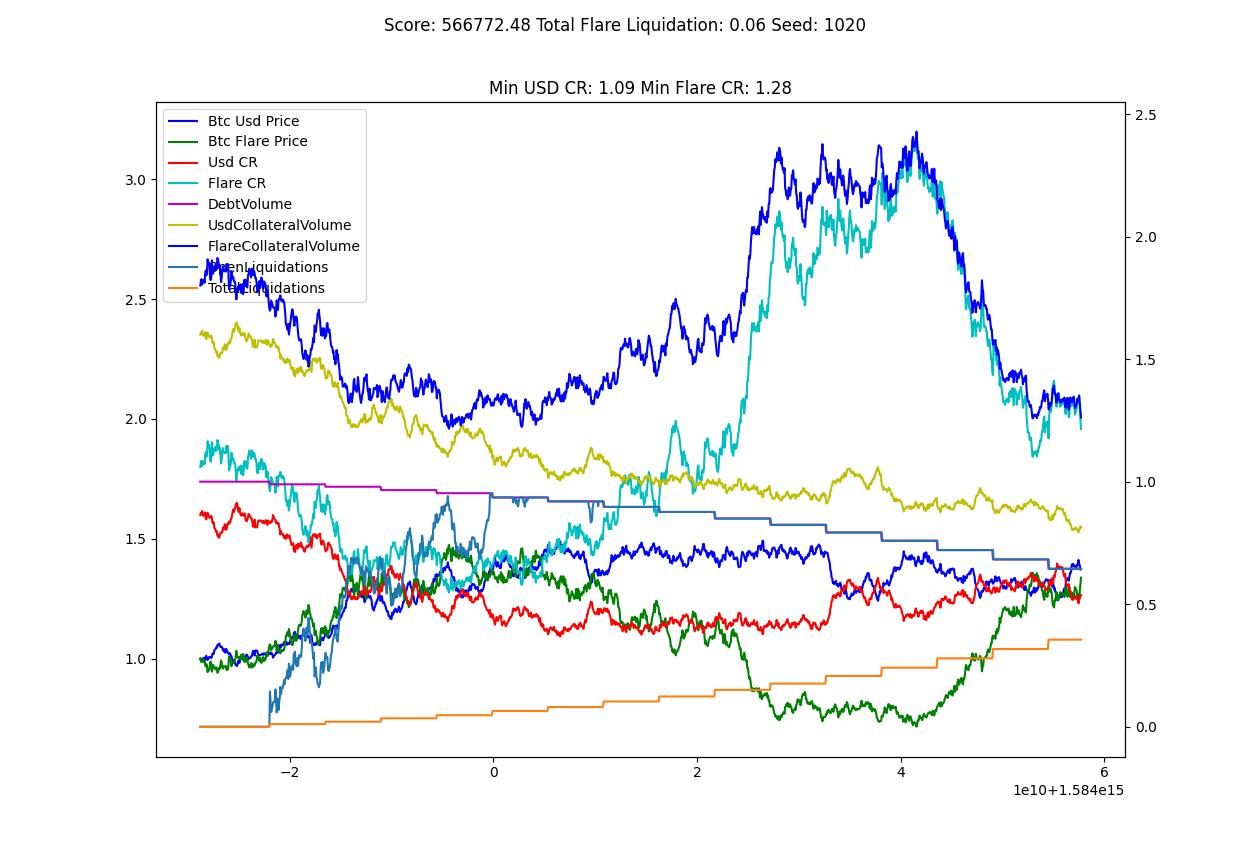 Score: 566772.48 Total Flare Liquidation: 0.06 Seed: 1020
Min USD CR: 1.09 Min Flare CR: 1.28
Btc Usd Price
Btc Flare Price
Usd CR
Flare CR
DebtVolume
UsdCollateralVolume
FlareCollateralVolume
OpenLiquidations
TotalLiquidations
3.0
2.5
2.0
1.5
1.0
2.5
2.0
1.5
1.0
0.5
0.0
−2
0
2
4
6
1e10+1.584e15